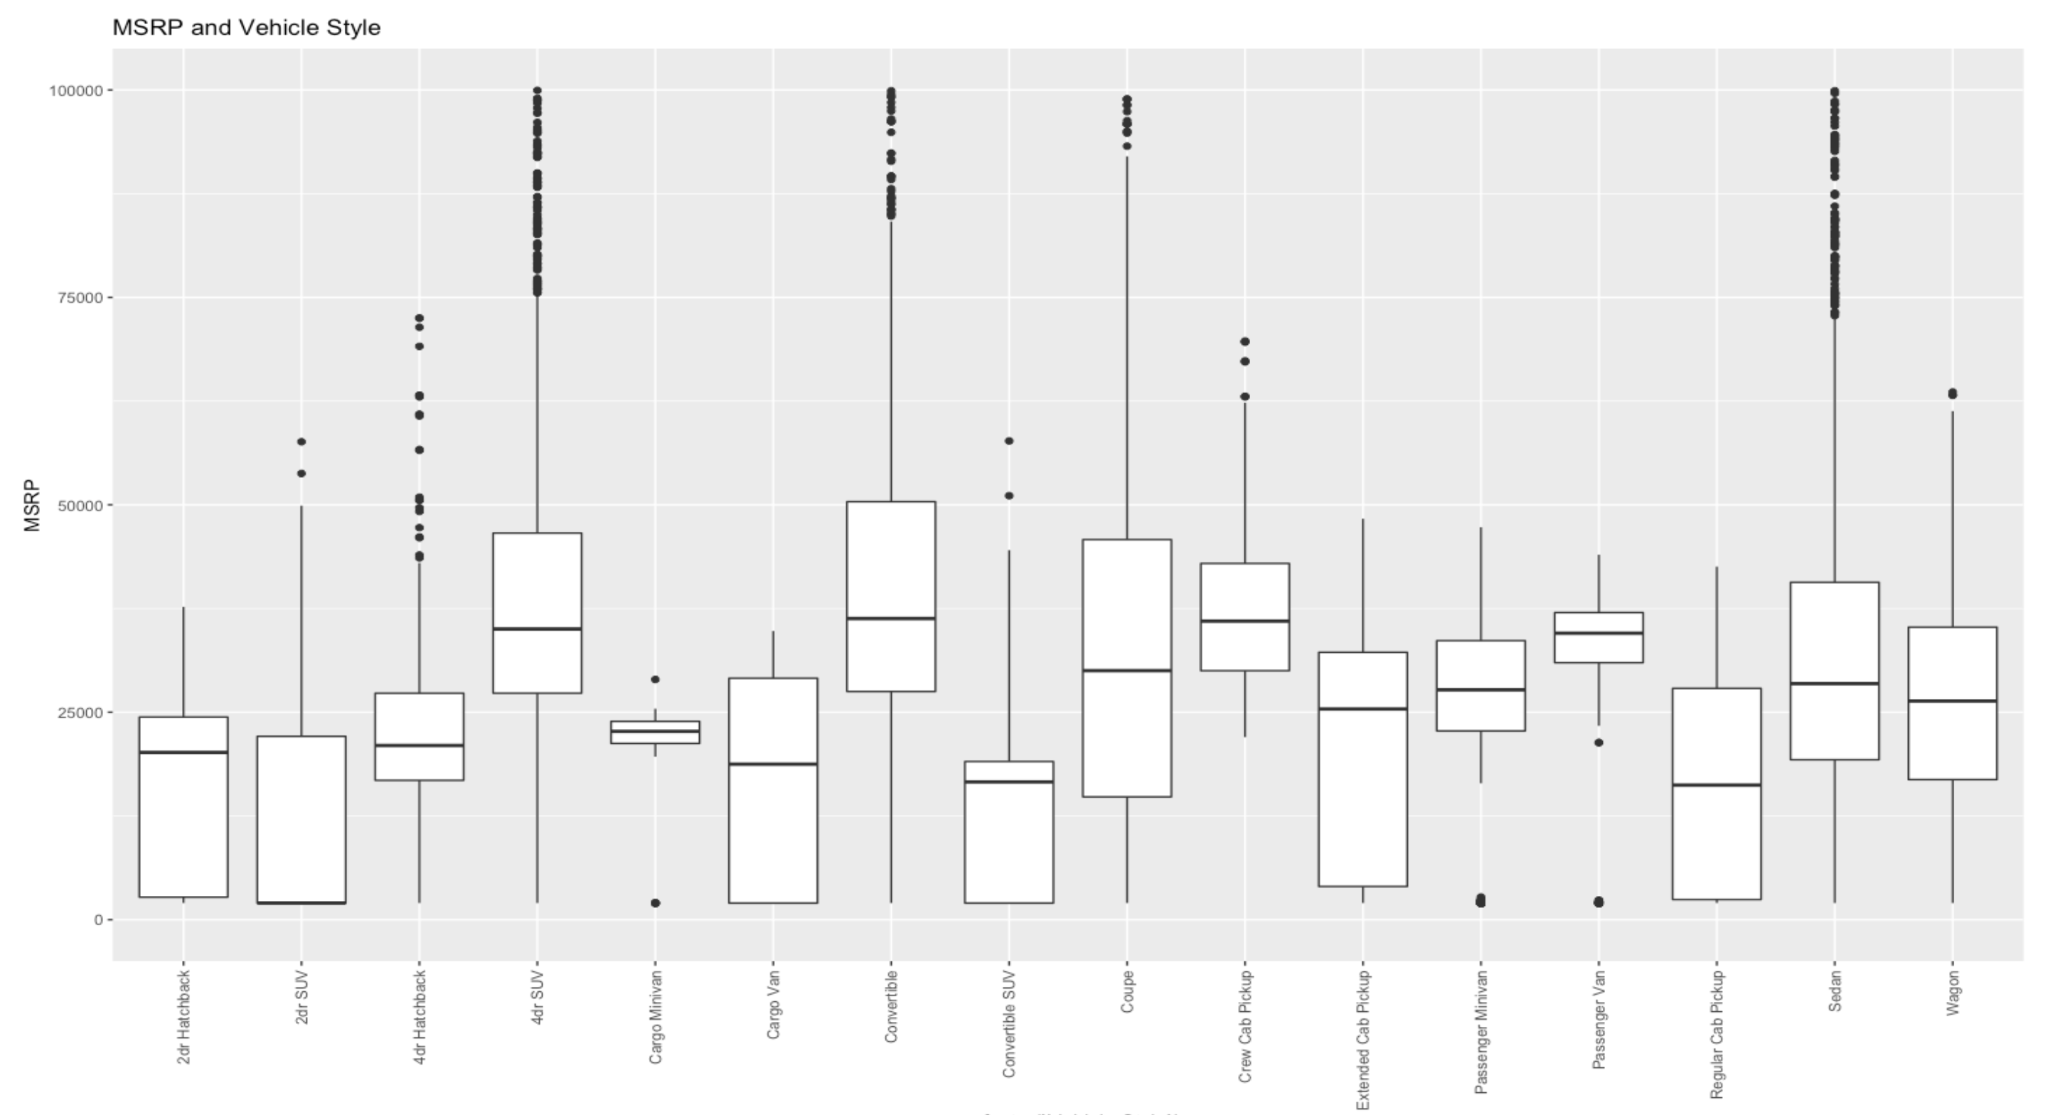 MSRP and Vehicle Style
100000
75000
50000
25000
0
MSRP
2dr Hatchback
2dr SUV
4dr Hatchback
4dr SUV
Cargo Minivan
Cargo Van
Convertible
Convertible SUV
Coupe
Crew Cab Pickup
Extended Cab Pickup
Passenger Minivan
Passenger Van
Regular Cab Pickup
Sedan
Wagon